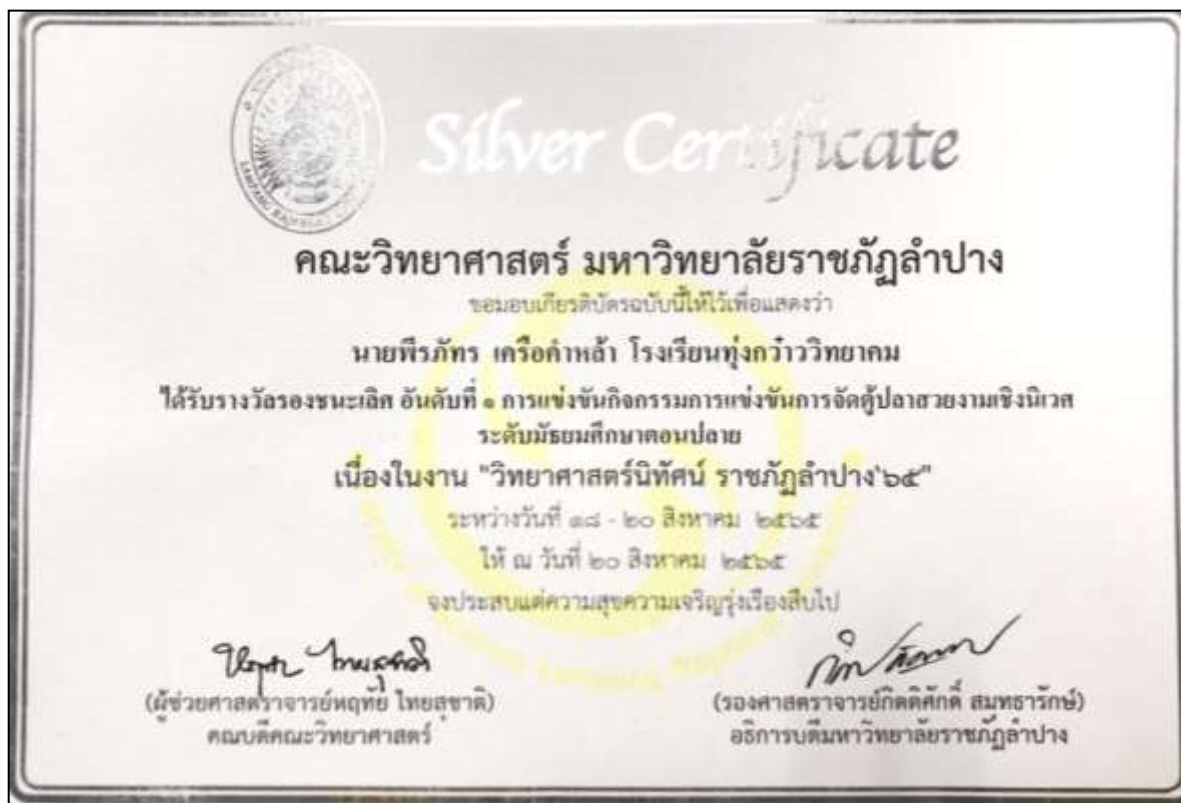 Silver Certificate
คณะวิทยาศาสตร์ มหาวิทยาลัยราชภัฏลำปาง
ขอมอบเกียรติบัตรฉบับนี้ให้ไว้เพื่อแสดงว่า
นายพีรภัทร เครือคำหล้า โรงเรียนทุ่งกว๋าววิทยาคม
ได้รับรางวัลรองชนะเลิศ อันดับที่ ๑ การแข่งขันกิจกรรมการแข่งขันการจัดตู้ปลาสวยงามเชิงนิเวศ
ระดับมัธยมศึกษาตอนปลาย
เนื่องในงาน "วิทยาศาสตร์นิทัศน์ ราชภัฏลำปาง'๖๕"
ระหว่างวันที่ ๑๘ - ๒๐ สิงหาคม ๒๕๖๕
ให้ ณ วันที่ ๒๐ สิงหาคม ๒๕๖๕
จงประสบแต่ความสุขความเจริญรุ่งเรืองสืบไป
(ผู้ช่วยศาสตราจารย์หฤทัย ไทยสุชาติ)
คณบดีคณะวิทยาศาสตร์
(รองศาสตราจารย์กิตติศักดิ์ สมุทธารักษ์)
อธิการบดีมหาวิทยาลัยราชภัฏลำปาง